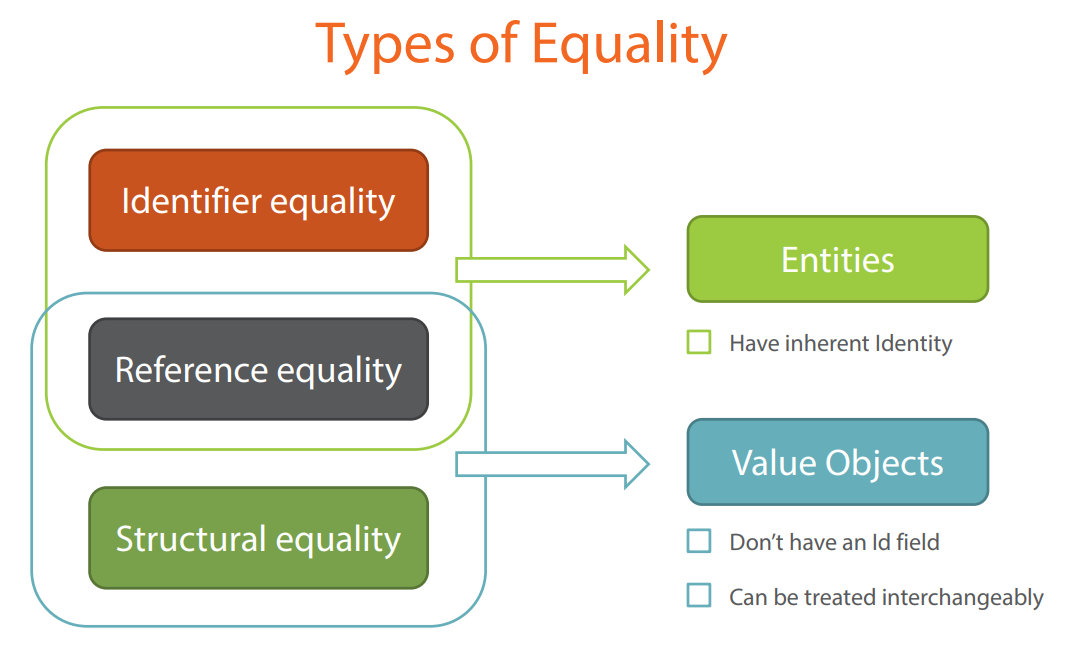 Types of Equality
Identifier equality
Reference equality
Structural equality
Entities
Have inherent Identity
Value Objects
Don’t have an Id field
Can be treated interchangeably